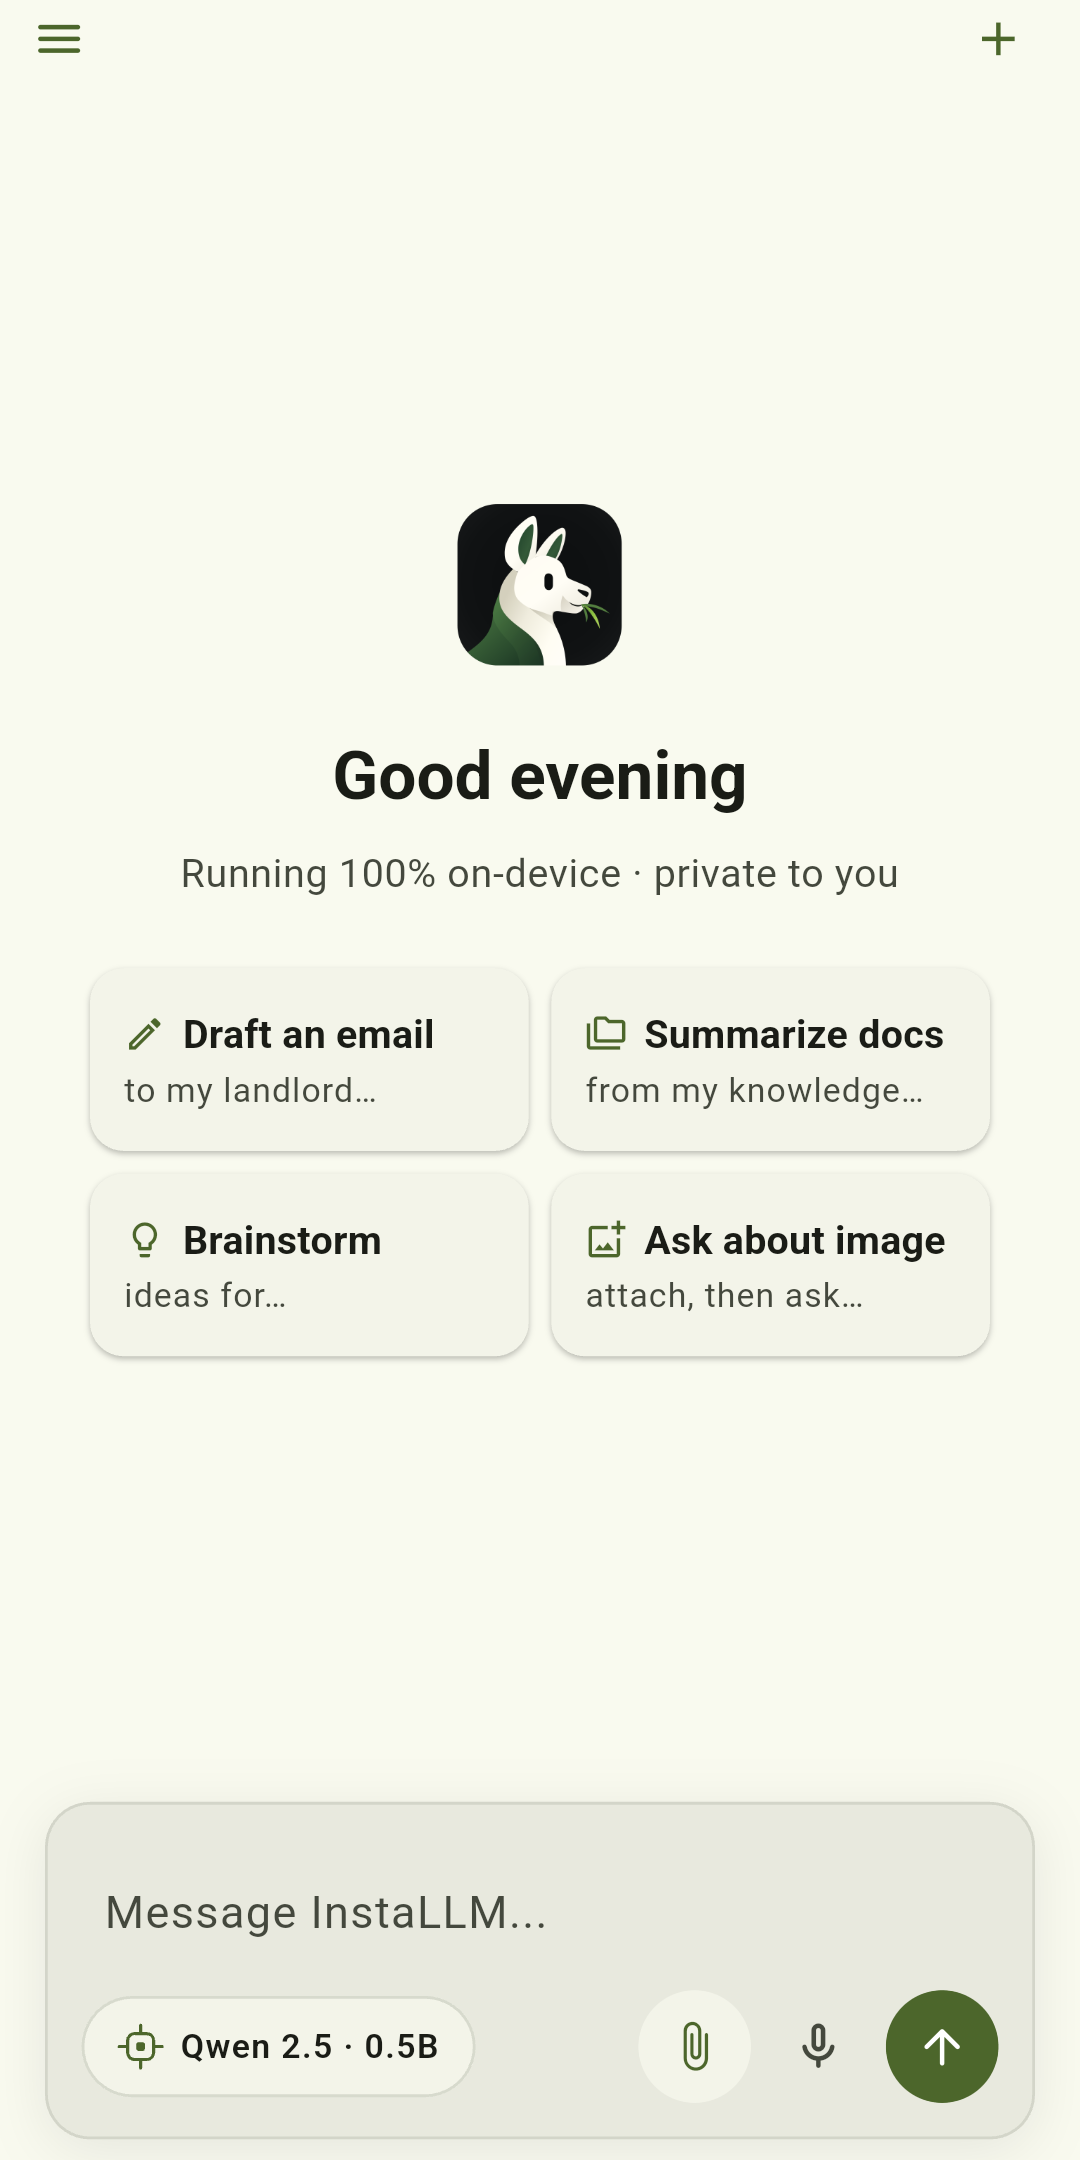 Good evening
Running 100% on-device · private to you
Draft an email
to my landlord…
Summarize docs
from my knowledge…
Brainstorm
ideas for…
Ask about image
attach, then ask…
Message InstaLLM...
Qwen 2.5 · 0.5B